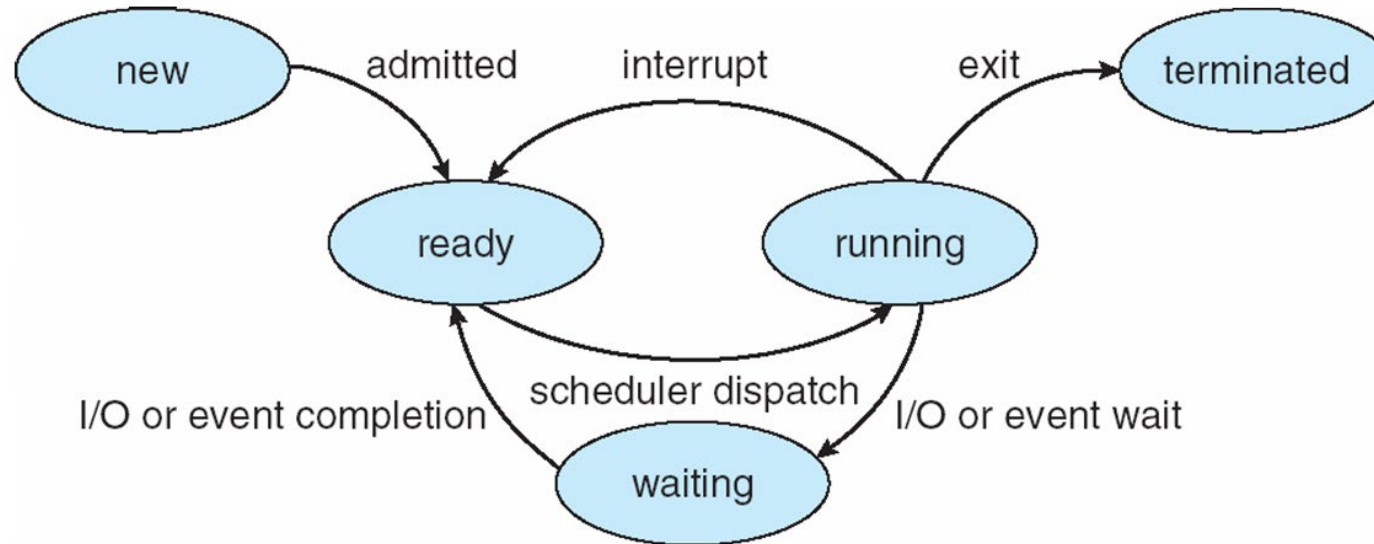 new
admitted
interrupt
exit
terminated
ready
running
scheduler dispatch
I/O or event completion
I/O or event wait
waiting